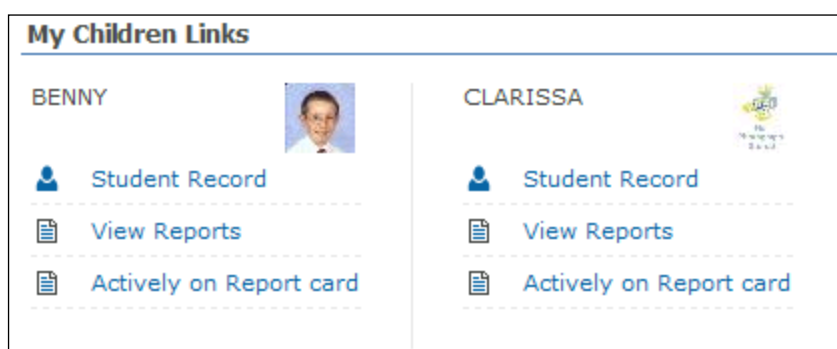 My Children Links
BENNY
Student Record
View Reports
Actively on Report card
CLARISSA
Student Record
View Reports
Actively on Report card